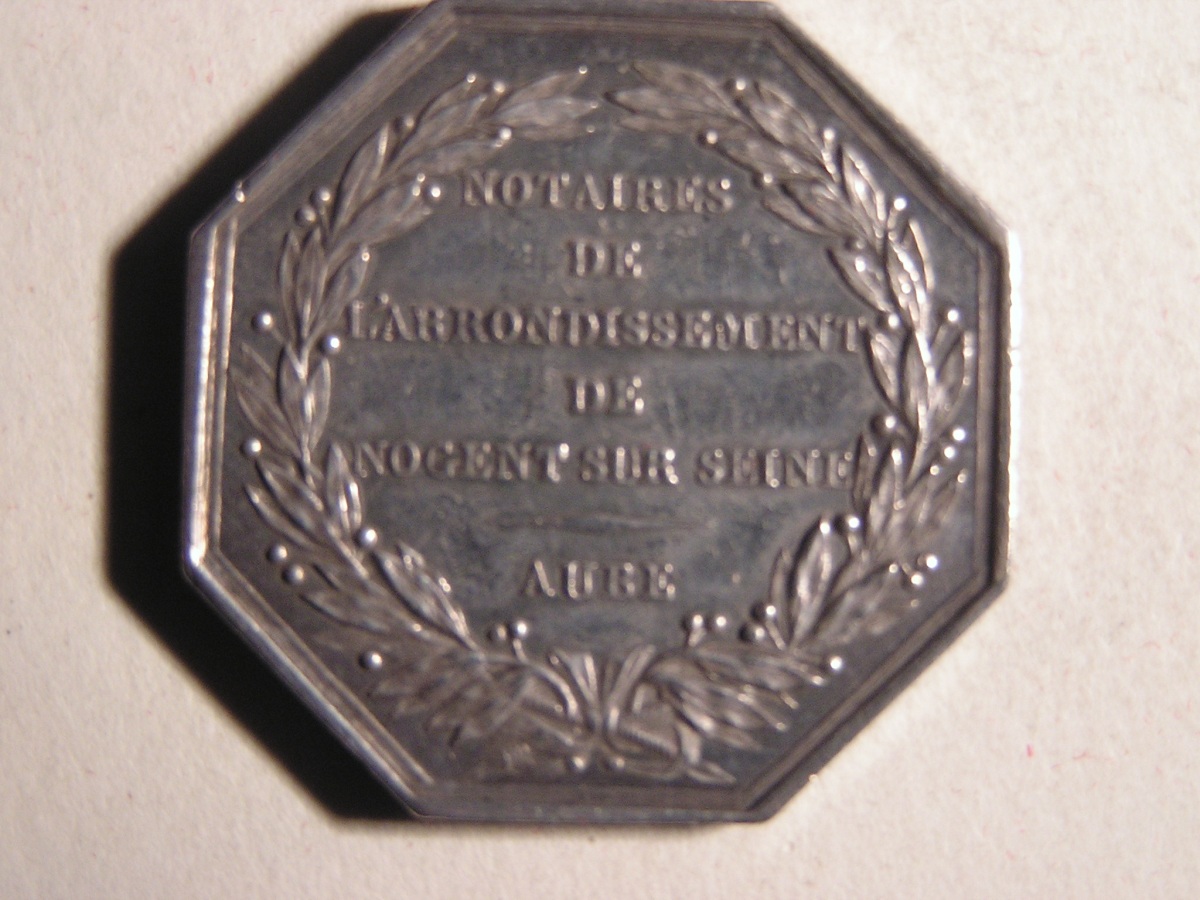 NOTAIRES
DE
L'ARRONDISSEMENT
DE
NOGENT SUR SEINE
AUBE